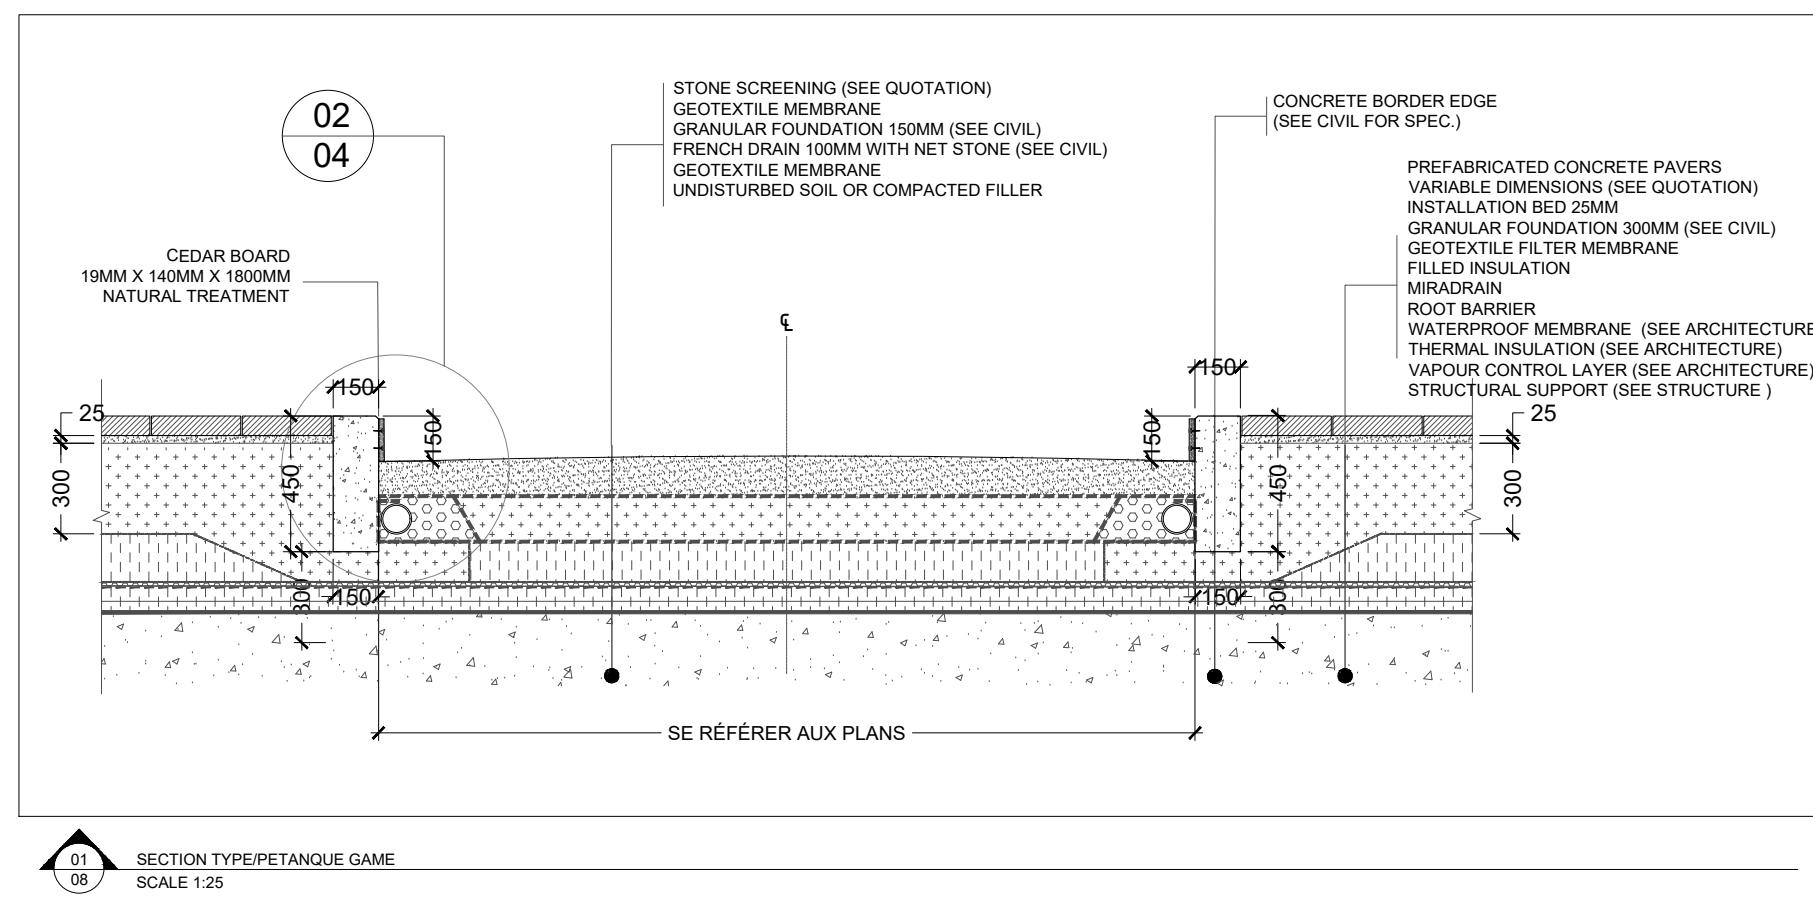 02
04
STONE SCREENING (SEE QUOTATION)
GEOTEXTILE MEMBRANE
GRANULAR FOUNDATION 150MM (SEE CIVIL)
FRENCH DRAIN 100MM WITH NET STONE (SEE CIVIL)
GEOTEXTILE MEMBRANE
UNDISTURBED SOIL OR COMPACTED FILLER
CONCRETE BORDER EDGE
(SEE CIVIL FOR SPEC.)
PREFABRICATED CONCRETE PAVERS
VARIABLE DIMENSIONS (SEE QUOTATION)
INSTALLATION BED 25MM
GRANULAR FOUNDATION 300MM (SEE CIVIL)
GEOTEXTILE FILTER MEMBRANE
FILLED INSULATION
MIRADRAIN
ROOT BARRIER
WATERPROOF MEMBRANE (SEE ARCHITECTURE
THERMAL INSULATION (SEE ARCHITECTURE)
VAPOUR CONTROL LAYER (SEE ARCHITECTURE)
STRUCTURAL SUPPORT (SEE STRUCTURE )
CEDAR BOARD
19MM X 140MM X 1800MM
NATURAL TREATMENT
℄
150
150
25
150
150
25
300
450
450
300
300
150
150
300
SE RÉFÉRER AUX PLANS
01
08
SECTION TYPE/PETANQUE GAME
SCALE 1:25